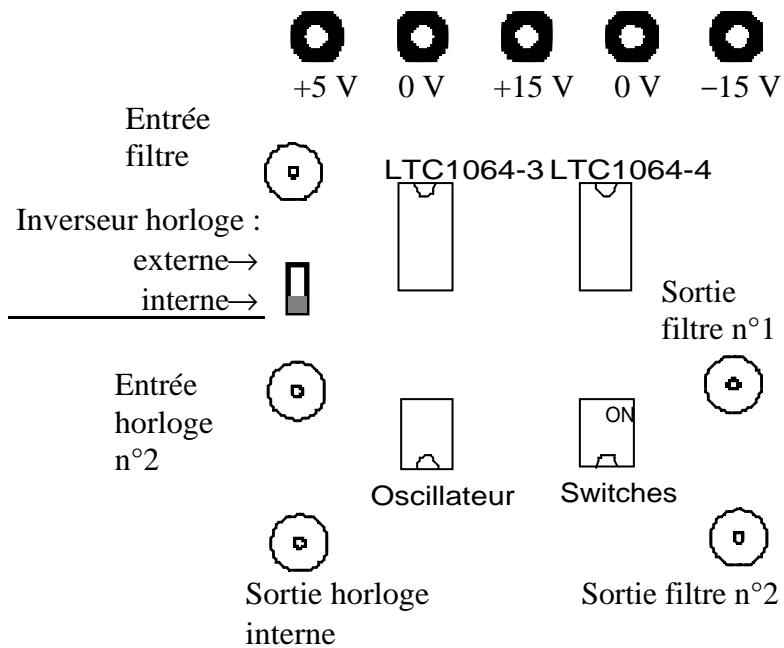 +5 V 0 V +15 V 0 V −15 V
Entrée
filtre
LTC1064-3 LTC1064-4
Inverseur horloge :
externe→
interne→
Sortie
filtre n°1
Entrée
horloge
n°2
ON
Oscillateur Switches
Sortie horloge
interne
Sortie filtre n°2